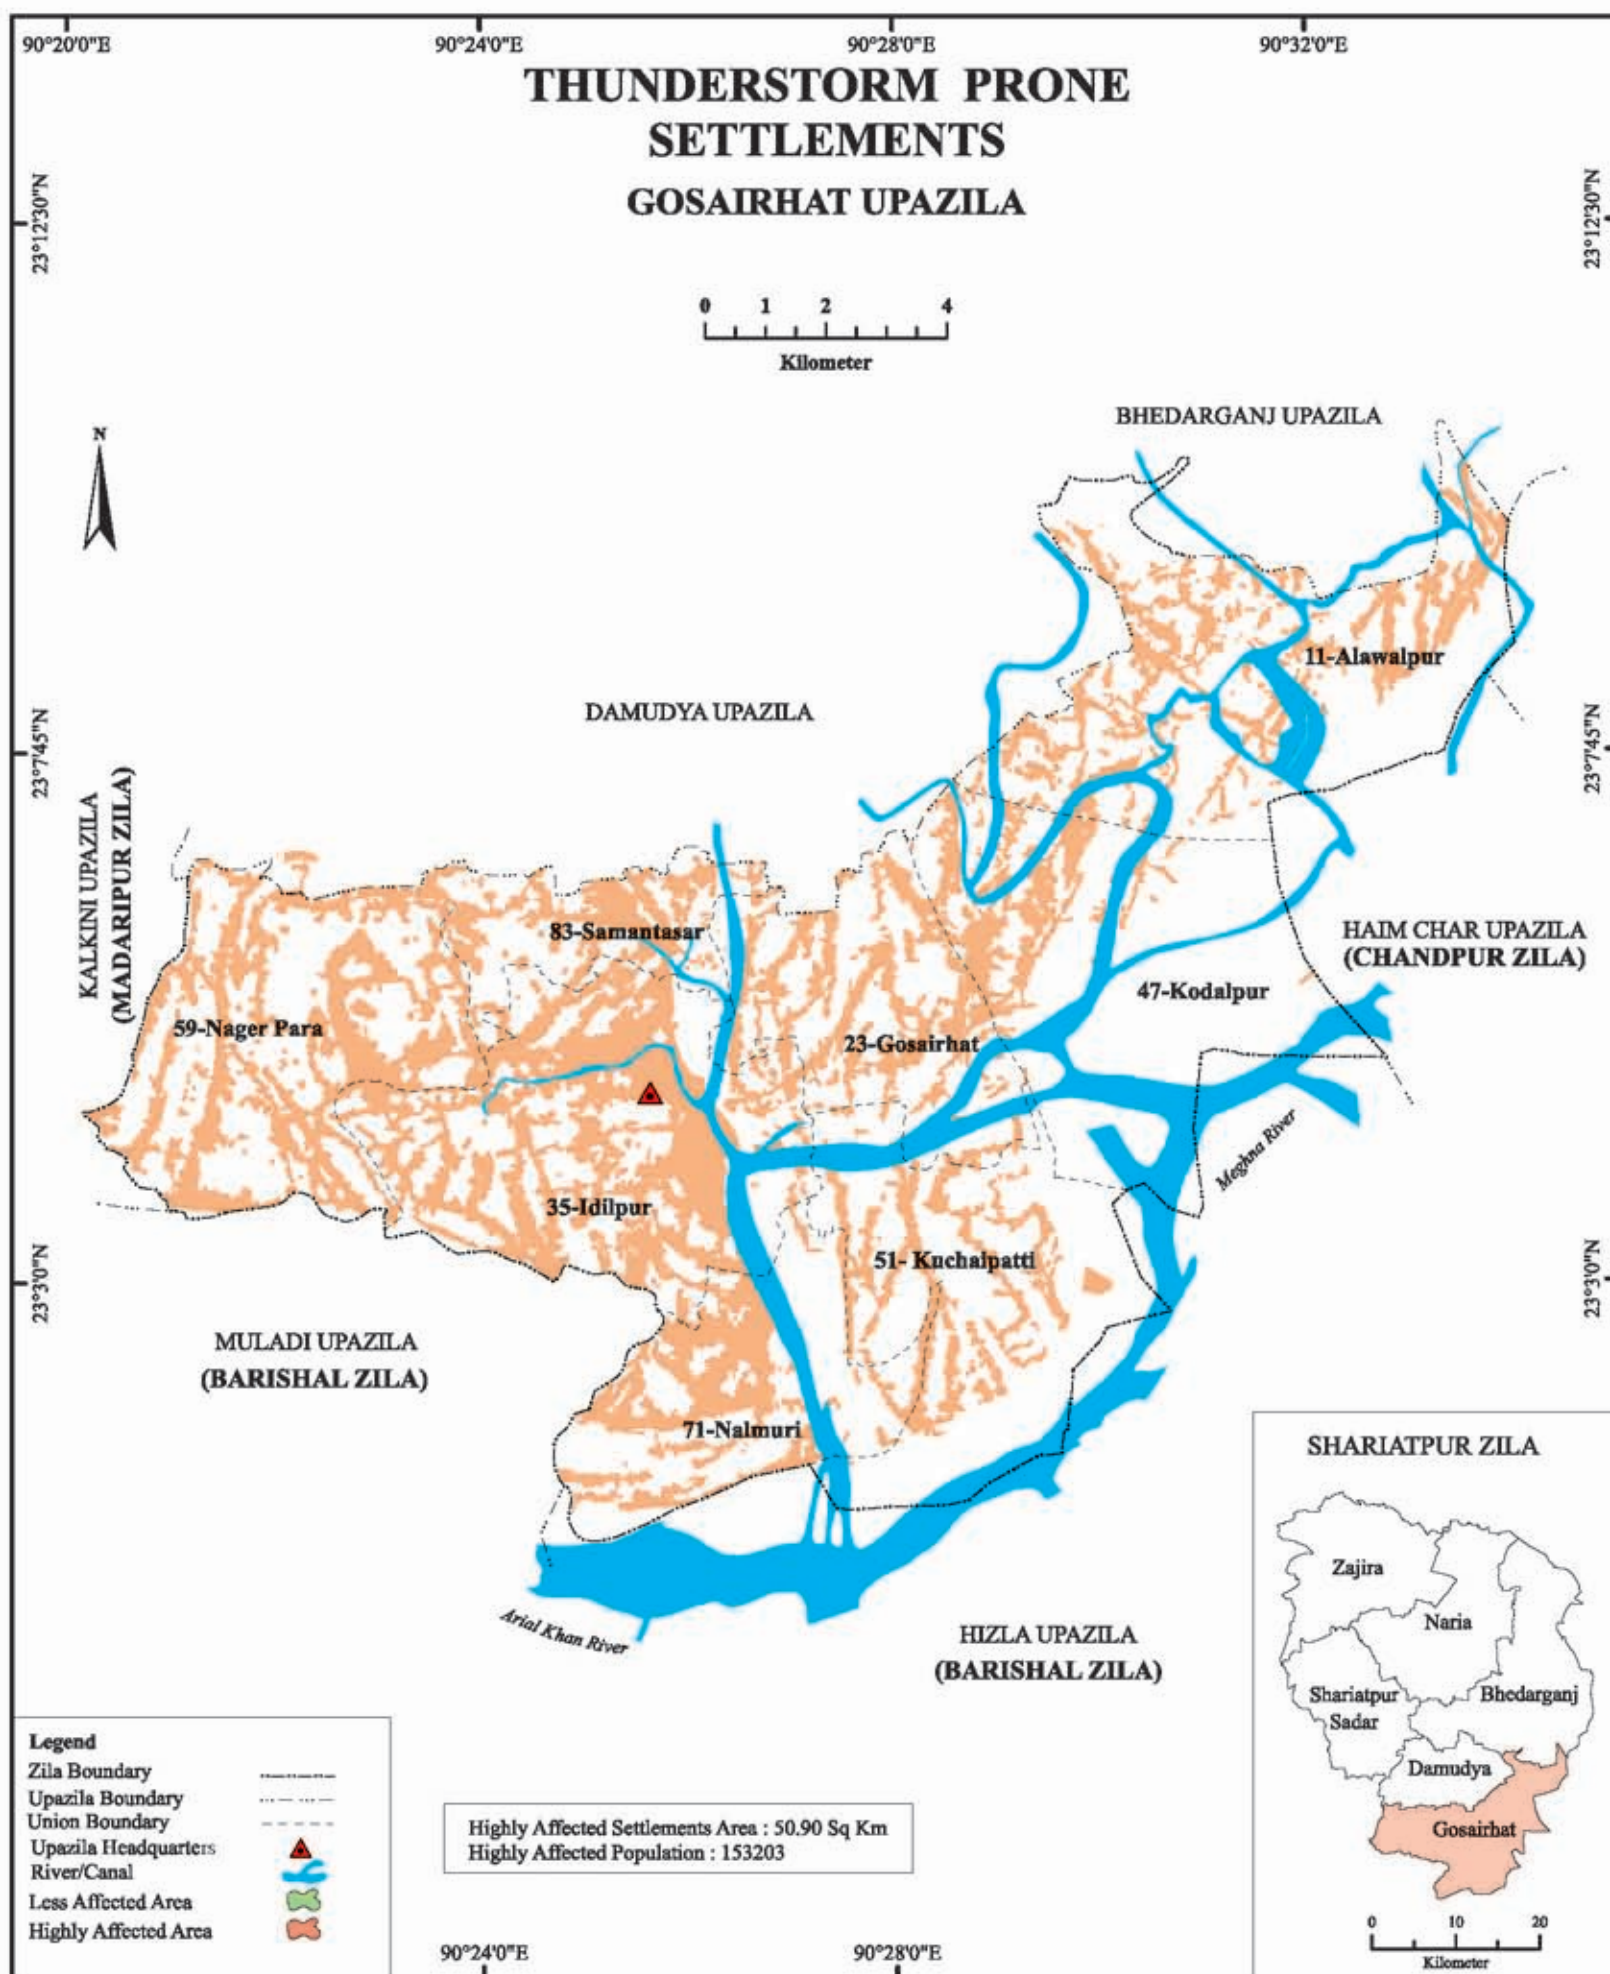 90°20'0"E
90°24'0"E
90°28'0"E
90°32'0"E
THUNDERSTORM PRONE
SETTLEMENTS
GOSAIRHAT UPAZILA
23°12'30"N
23°12'30"N
0 1 2 4
Kilometer
N
BHEDARGANJ UPAZILA
11-Alawalpur
DAMUDYA UPAZILA
23°7'45"N
23°7'45"N
KALKINI UPAZILA
(MADARIPUR ZILA)
83-Samantasar
HAIM CHAR UPAZILA
(CHANDPUR ZILA)
47-Kodalpur
59-Nager Para
23-Gosairhat
Meghna River
35-Idilpur
51- Kuchaipatti
23°3'0"N
23°3'0"N
MULADI UPAZILA
(BARISHAL ZILA)
71-Nalmuri
Arial Khan River
HIZLA UPAZILA
(BARISHAL ZILA)
SHARIATPUR ZILA
Zajira
Naria
Shariatpur
Sadar
Bhedarganj
Damudya
Gosairhat
0 10 20
Kilometer
Legend
Zila Boundary
Upazila Boundary
Union Boundary
Upazila Headquarters
River/Canal
Less Affected Area
Highly Affected Area
Highly Affected Settlements Area : 50.90 Sq Km
Highly Affected Population : 153203
90°24'0"E
90°28'0"E